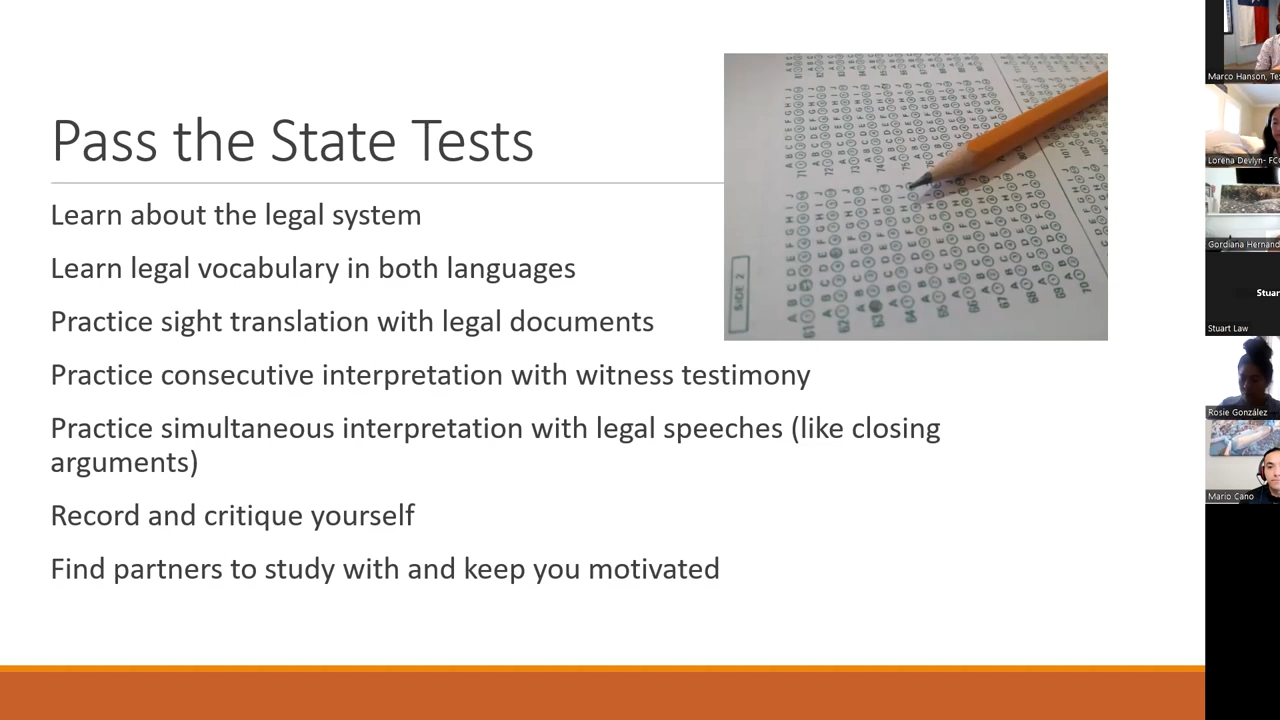 Pass the State Tests
Learn about the legal system
Learn legal vocabulary in both languages
Practice sight translation with legal documents
Practice consecutive interpretation with witness testimony
Practice simultaneous interpretation with legal speeches (like closing
arguments)
Record and critique yourself
Find partners to study with and keep you motivated
SIDE 2
Marco Hanson, Te
Lorena Devlyn- FC
Gordiana Hernand
Stuar
Stuart Law
Rosie González
Mario Cano